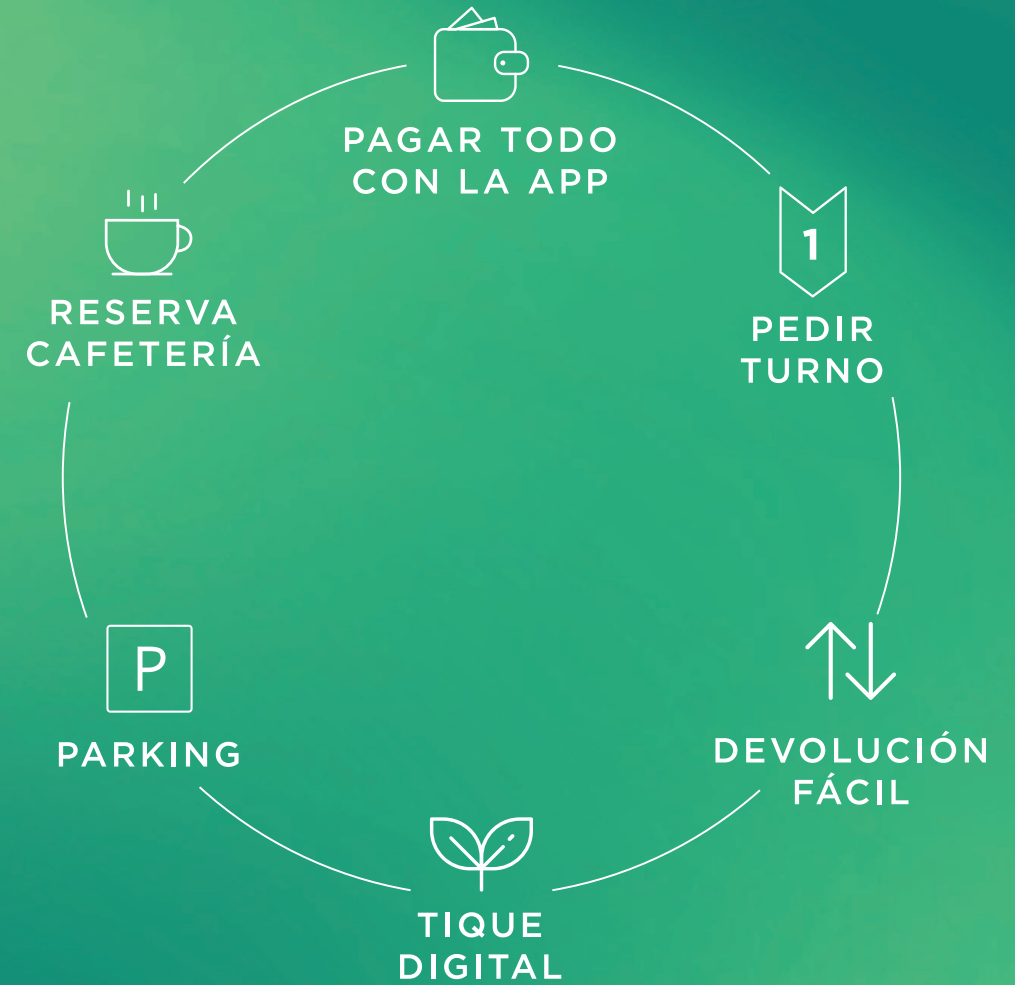 PAGAR TODO
CON LA APP
1
PEDIR
TURNO
DEVOLUCIÓN
FÁCIL
TIQUE
DIGITAL
P
PARKING
RESERVA
CAFETERÍA